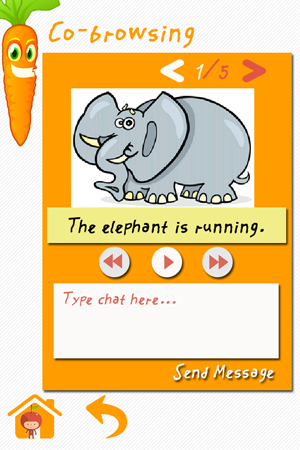 Co-browsing
1/5
The elephant is running.
Type chat here...
Send Message